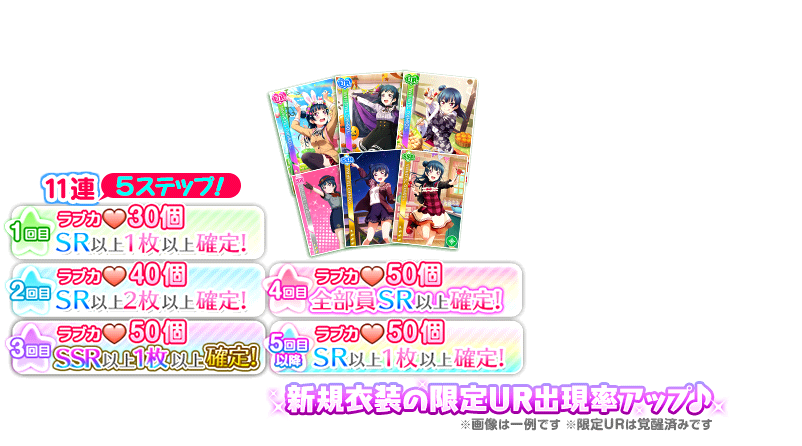 11連 5ステップ!
1回目
ラブカ♥30個
SR以上1枚以上確定!
2回目
ラブカ♥40個
SR以上2枚以上確定!
3回目
ラブカ♥50個
SSR以上1枚以上確定!
4回目
ラブカ♥50個
全部員SR以上確定!
5回目以降
ラブカ♥50個
SR以上1枚以上確定!
新規衣装の限定UR出現率アップ♪
※画像は一例です ※限定URは覚醒済みです